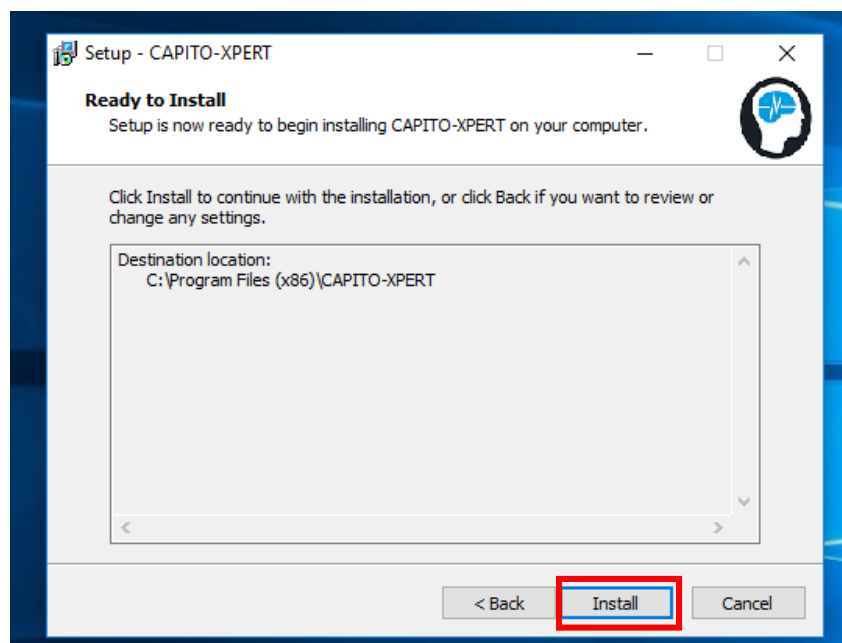 Setup - CAPITO-XPERT
Ready to Install
Setup is now ready to begin installing CAPITO-XPERT on your computer.
Click Install to continue with the installation, or click Back if you want to review or
change any settings.
Destination location:
C:\Program Files (x86)\CAPITO-XPERT
< Back
Install
Cancel